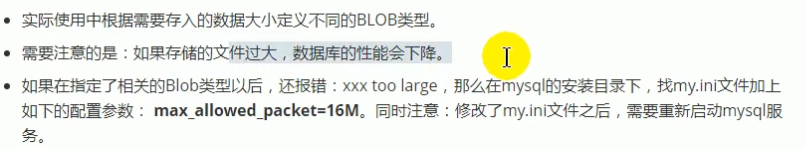 实际使用中根据需要存入的数据大小定义不同的BLOB类型。
需要注意的是：如果存储的文件过大，数据库的性能会下降。
如果在指定了相关的Blob类型以后，还报错：xxx too large，那么在mysql的安装目录下，找my.ini文件加上
如下的配置参数： max_allowed_packet=16M。同时注意：修改了my.ini文件之后，需要重新启动mysql服
务。